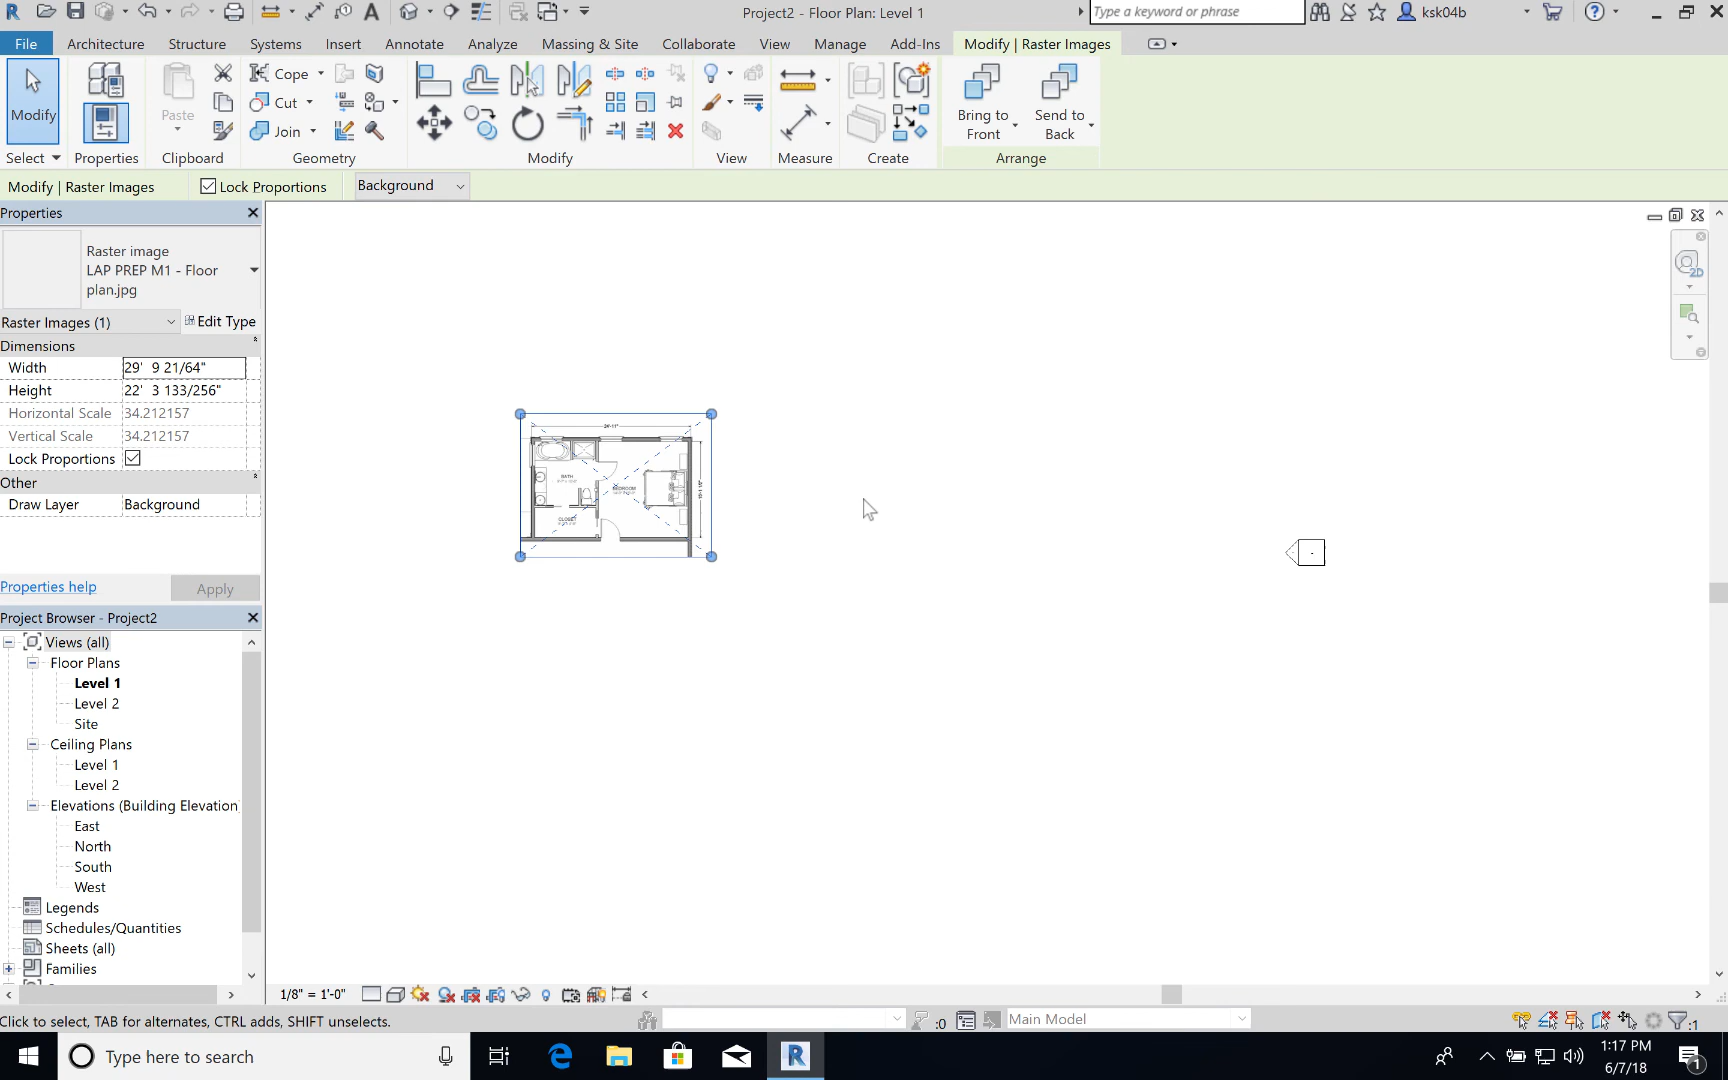 Project2 - Floor Plan: Level 1
Type a keyword or phrase
ksk04b
File
Architecture
Structure
Systems
Insert
Annotate
Analyze
Massing & Site
Collaborate
View
Manage
Add-Ins
Modify | Raster Images
Modify
Paste
Cope
Cut
Join
Bring to Front
Send to Back
Select
Properties
Clipboard
Geometry
Modify
View
Measure
Create
Arrange
Modify | Raster Images
Lock Proportions
Background
Properties
Raster image
LAP PREP M1 - Floor
plan.jpg
Raster Images (1)
Edit Type
Dimensions
Width 29' 9 21/64"
Height 22' 3 133/256"
Horizontal Scale 34.212157
Vertical Scale 34.212157
Lock Proportions
Other
Draw Layer Background
Properties help
Apply
BATH
BEDROOM
CLOSET
Project Browser - Project2
Views (all)
Floor Plans
Level 1
Level 2
Site
Ceiling Plans
Level 1
Level 2
Elevations (Building Elevation)
East
North
South
West
Legends
Schedules/Quantities
Sheets (all)
Families
2D
1/8" = 1'-0"
Click to select, TAB for alternates, CTRL adds, SHIFT unselects.
:0
Main Model
:1
Type here to search
1:17 PM
6/7/18
1